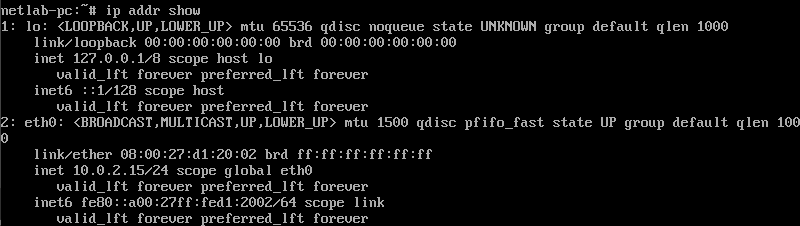 netlab-pc:~# ip addr show
1: lo: <LOOPBACK,UP,LOWER_UP> mtu 65536 qdisc noqueue state UNKNOWN group default qlen 1000
    link/loopback 00:00:00:00:00:00 brd 00:00:00:00:00:00
    inet 127.0.0.1/8 scope host lo
       valid_lft forever preferred_lft forever
    inet6 ::1/128 scope host
       valid_lft forever preferred_lft forever
2: eth0: <BROADCAST,MULTICAST,UP,LOWER_UP> mtu 1500 qdisc pfifo_fast state UP group default qlen 100
0
    link/ether 08:00:27:d1:20:02 brd ff:ff:ff:ff:ff:ff
    inet 10.0.2.15/24 scope global eth0
       valid_lft forever preferred_lft forever
    inet6 fe80::a00:27ff:fed1:2002/64 scope link
       valid_lft forever preferred_lft forever